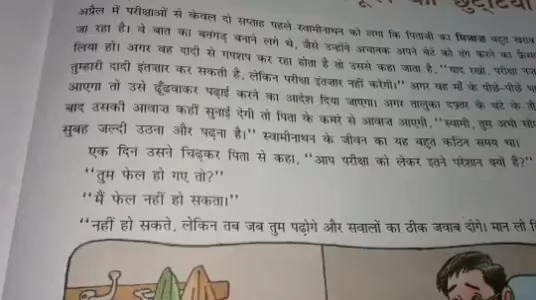 छुट्टियाँ
अप्रैल में परीक्षाओं से केवल दो सप्ताह पहले स्वामीनाथन को लगा कि पिताजी का मिजाज बहुत खराब
जा रहा है। वे बात का बतंगड़ बनाने लगे थे, जैसे उन्होंने अचानक अपने बेटे को तंग करने का फ़ैस
लिया हो। अगर वह दादी से गपशप कर रहा होता है तो उससे कहा जाता है, "याद रखो, परीक्षा नज
तुम्हारी दादी इंतज़ार कर सकती है, लेकिन परीक्षा इंतजार नहीं करेगी।" अगर वह माँ के पीछे-पीछे
आएगा तो उसे ढूँढवाकर पढ़ाई करने का आदेश दिया जाएगा। अगर तालुका दफ़्तर के घंटे के नौ
बाद उसकी आवाज कहीं सुनाई देगी तो पिता के कमरे से आवाज आएगी, "स्वामी, तुम अभी सो
सुबह जल्दी उठना और पढ़ना है।" स्वामीनाथन के जीवन का यह बहुत कठिन समय था।
एक दिन उसने चिढ़कर पिता से कहा, "आप परीक्षा को लेकर इतने परेशान क्यों हैं?"
"तुम फेल हो गए तो?"
"मैं फेल नहीं हो सकता।"
"नहीं हो सकते, लेकिन तब जब तुम पढ़ोगे और सवालों का ठीक जवाब दोगे। मान लो